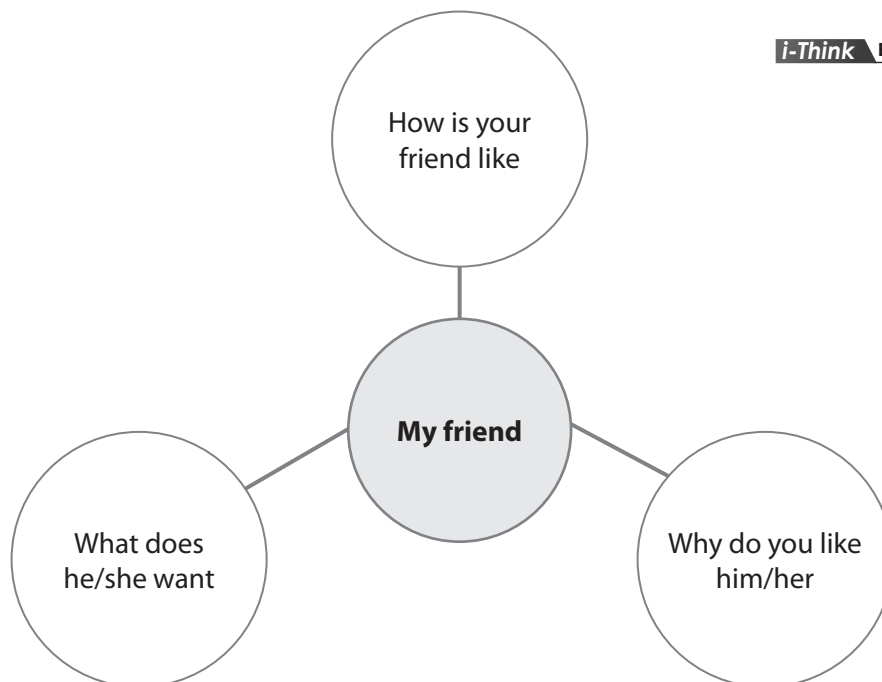 i-Think
How is your
friend like
My friend
What does
he/she want
Why do you like
him/her